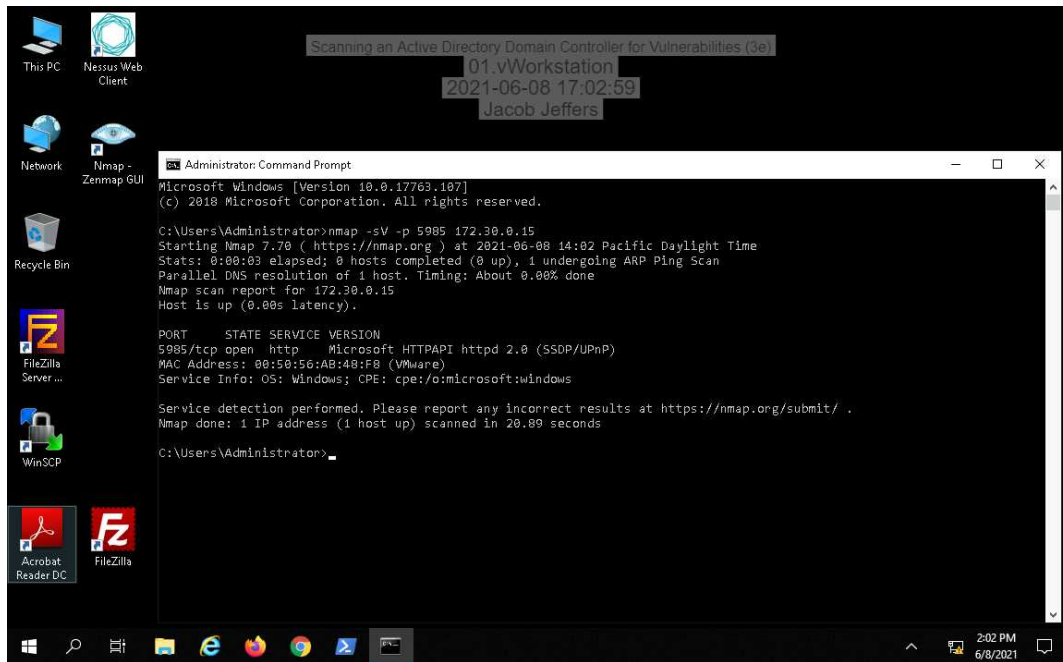 Scanning an Active Directory Domain Controller for Vulnerabilities (3e)
01.vWorkstation
2021-06-08 17:02:59
Jacob Jeffers
This PC
Nessus Web
Client
Network
Nmap -
Zenmap GUI
Recycle Bin
FileZilla
Server ...
WinSCP
Acrobat
Reader DC
FileZilla
Administrator: Command Prompt
Microsoft Windows [Version 10.0.17763.107]
(c) 2018 Microsoft Corporation. All rights reserved.
C:\Users\Administrator>nmap -sV -p 5985 172.30.0.15
Starting Nmap 7.70 ( https://nmap.org ) at 2021-06-08 14:02 Pacific Daylight Time
Stats: 0:00:03 elapsed; 0 hosts completed (0 up), 1 undergoing ARP Ping Scan
Parallel DNS resolution of 1 host. Timing: About 0.00% done
Nmap scan report for 172.30.0.15
Host is up (0.00s latency).
PORT     STATE SERVICE VERSION
5985/tcp open  http    Microsoft HTTPAPI httpd 2.0 (SSDP/UPnP)
MAC Address: 00:50:56:AB:48:F8 (VMware)
Service Info: OS: Windows; CPE: cpe:/o:microsoft:windows
Service detection performed. Please report any incorrect results at https://nmap.org/submit/ .
Nmap done: 1 IP address (1 host up) scanned in 20.89 seconds
C:\Users\Administrator>
2:02 PM
6/8/2021